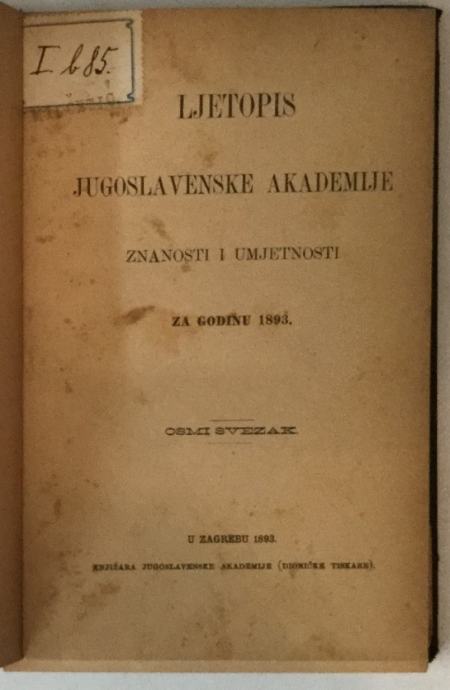 I b 85.
LJETOPIS
JUGOSLAVENSKE AKADEMIJE
ZNANOSTI I UMJETNOSTI
ZA GODINU 1893.
OSMI SVEZAK.
U ZAGREBU 1893.
KNJIŽARA JUGOSLAVENSKE AKADEMIJE (DIONIČKE TISKARE).